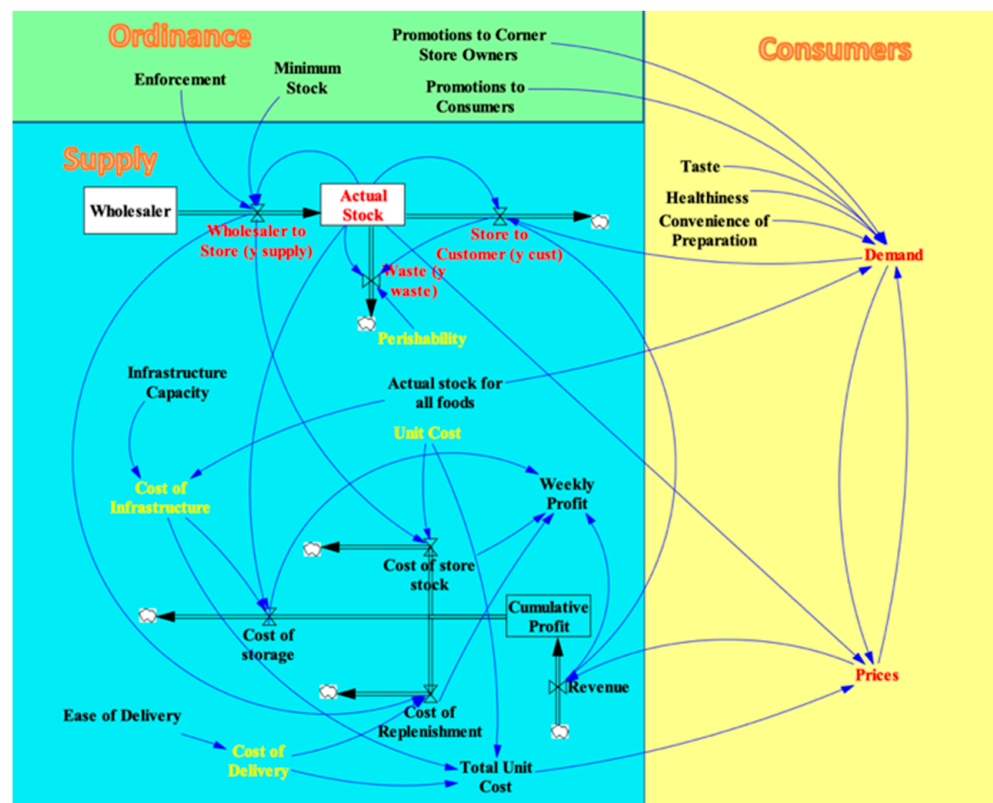 Ordinance
Promotions to Corner
Store Owners
Consumers
Enforcement
Minimum
Stock
Promotions to
Consumers
Supply
Taste
Healthiness
Convenience of
Preparation
Wholesaler
Actual
Stock
Wholesaler to
Store (y supply)
Store to
Customer (y cust)
Demand
Waste (y
waste)
Perishability
Infrastructure
Capacity
Actual stock for
all foods
Unit Cost
Cost of
Infrastructure
Weekly
Profit
Cost of store
stock
Cumulative
Profit
Cost of
storage
Prices
Revenue
Ease of Delivery
Cost of
Replenishment
Cost of
Delivery
Total Unit
Cost